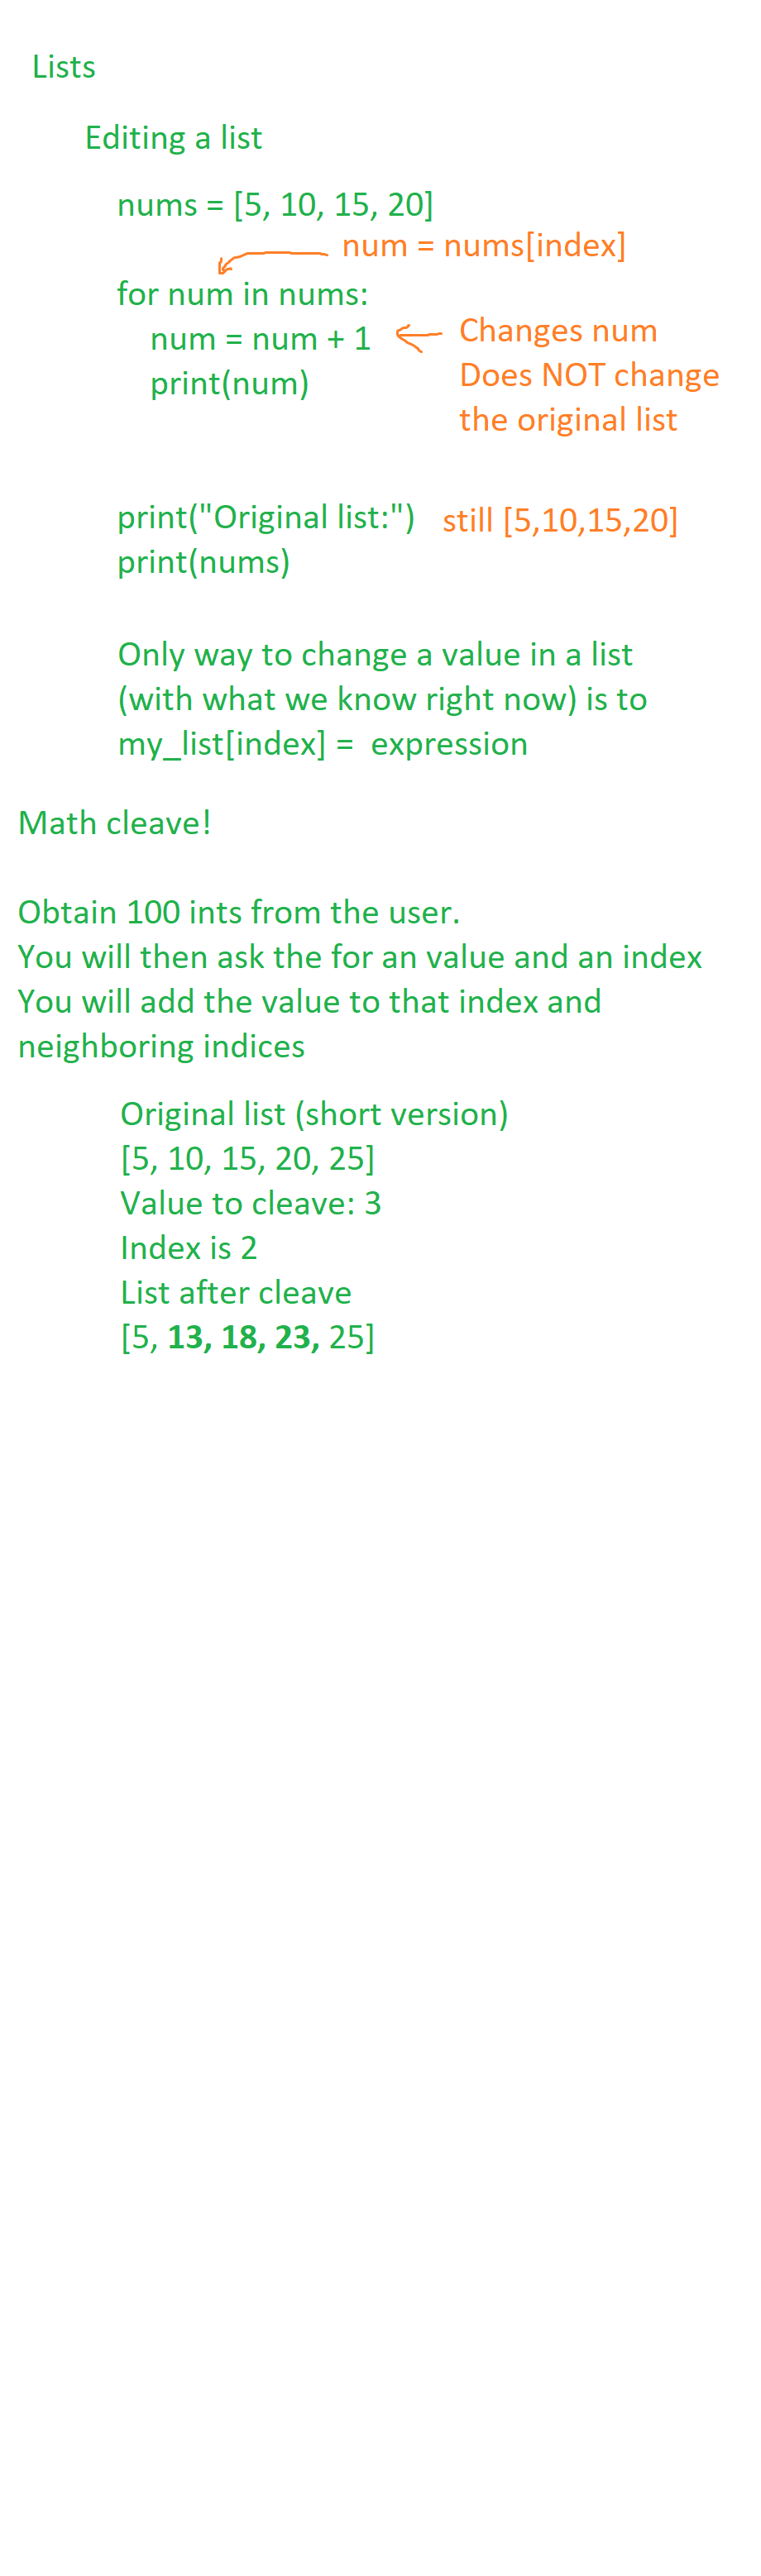 Lists
Editing a list
nums = [5, 10, 15, 20]
num = nums[index]
for num in nums:
num = num + 1
print(num)
Changes num
Does NOT change
the original list
print("Original list:")
still [5,10,15,20]
print(nums)
Only way to change a value in a list
(with what we know right now) is to
my_list[index] =  expression
Math cleave!
Obtain 100 ints from the user.
You will then ask the for an value and an index
You will add the value to that index and
neighboring indices
Original list (short version)
[5, 10, 15, 20, 25]
Value to cleave: 3
Index is 2
List after cleave
[5, 13, 18, 23, 25]